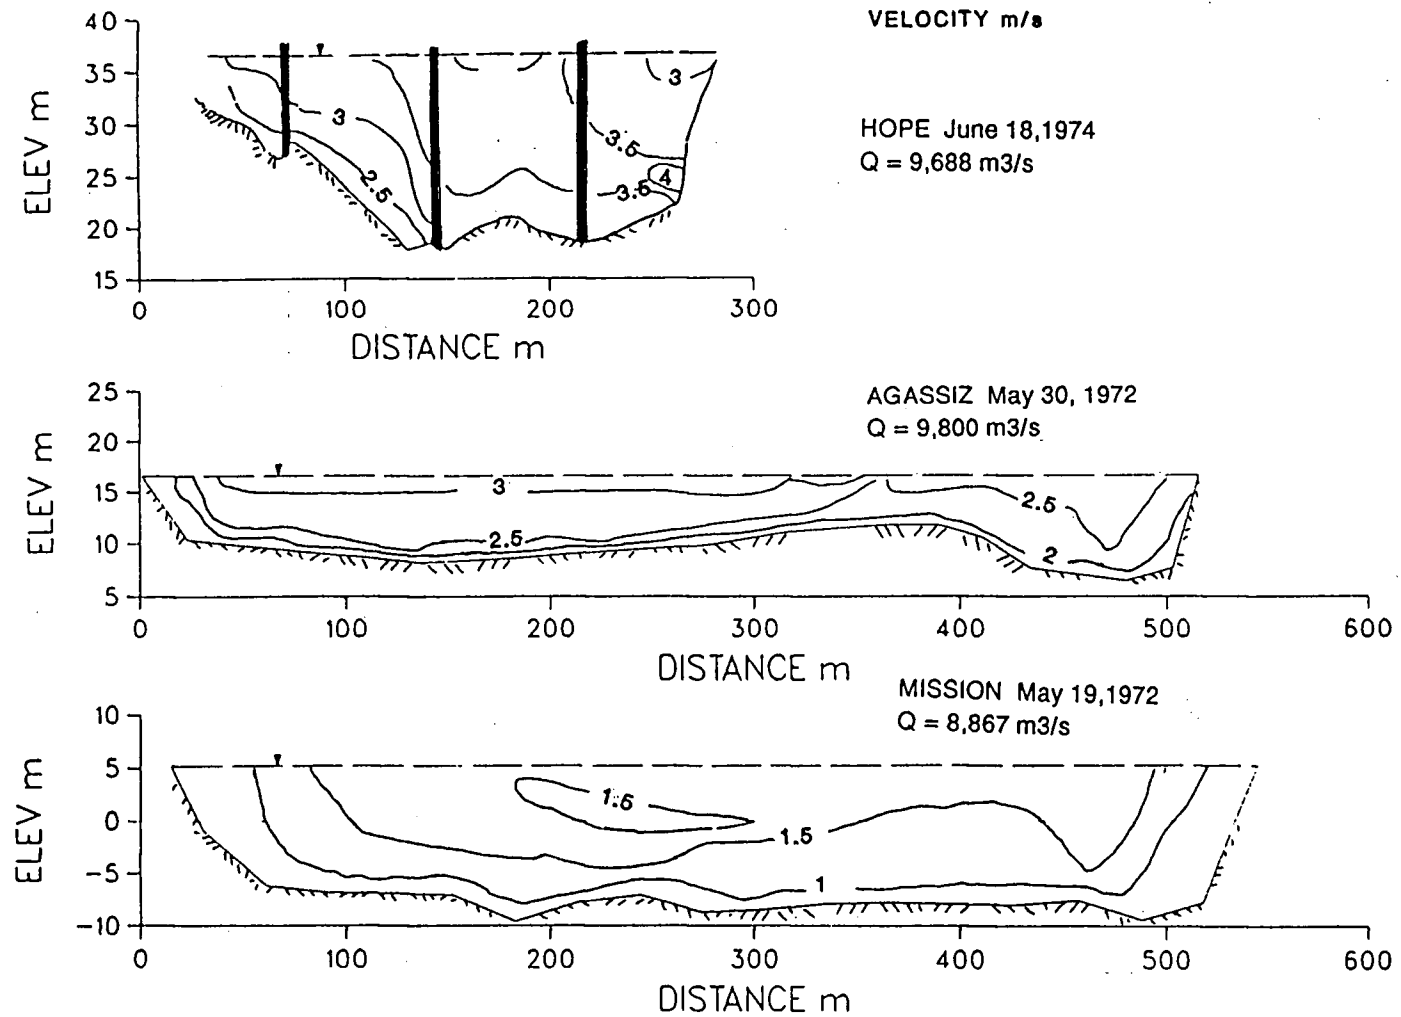 VELOCITY m/s
HOPE June 18,1974
Q = 9,688 m3/s
ELEV m
40
35
30
25
20
15
3
3
3.5
2.5
4
3.5
0 100 200 300
DISTANCE m
AGASSIZ May 30, 1972
Q = 9,800 m3/s
ELEV m
25
20
15
10
5
3
2.5
2.5
2
0 100 200 300 400 500 600
DISTANCE m
MISSION May 19,1972
Q = 8,867 m3/s
ELEV m
10
5
0
-5
-10
1.5
1.5
1
0 100 200 300 400 500 600
DISTANCE m